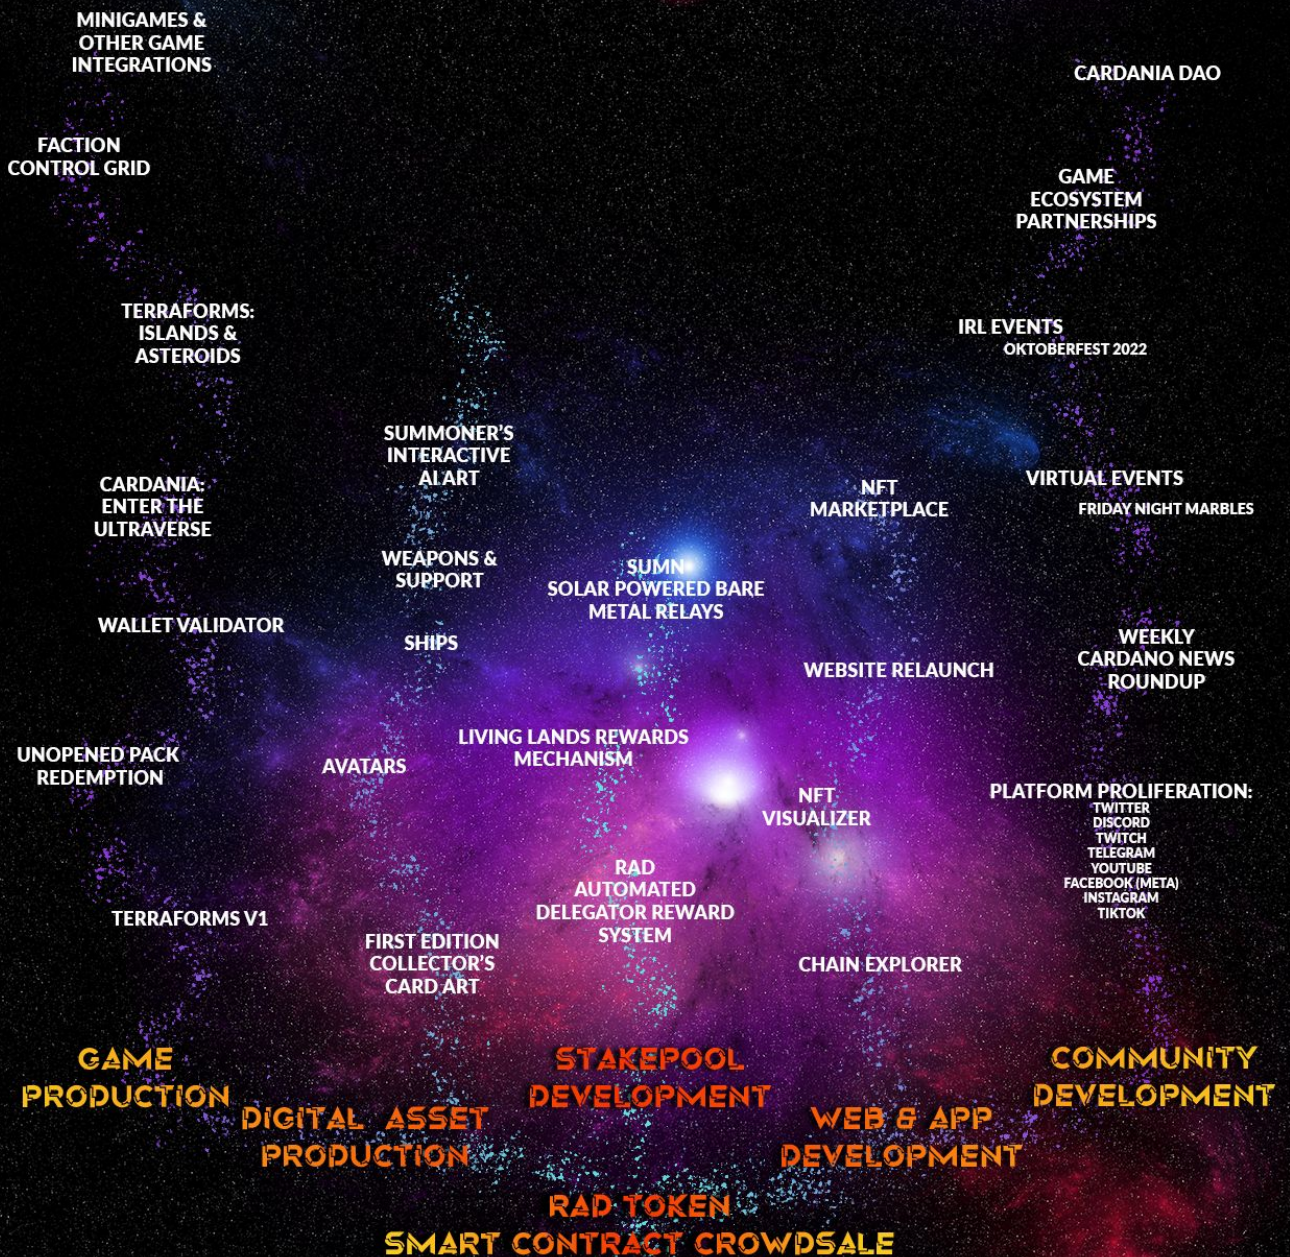 MINIGAMES &
OTHER GAME
INTEGRATIONS
FACTION
CONTROL GRID
TERRAFORMS:
ISLANDS &
ASTEROIDS
CARDANIA:
ENTER THE
ULTRAVERSE
WALLET VALIDATOR
UNOPENED PACK
REDEMPTION
TERRAFORMS V1
GAME
PRODUCTION
SUMMONER'S
INTERACTIVE
AI ART
WEAPONS &
SUPPORT
SHIPS
AVATARS
FIRST EDITION
COLLECTOR'S
CARD ART
DIGITAL ASSET
PRODUCTION
SUMN
SOLAR POWERED BARE
METAL RELAYS
LIVING LANDS REWARDS
MECHANISM
RAD
AUTOMATED
DELEGATOR REWARD
SYSTEM
STAKEPOOL
DEVELOPMENT
NFT
MARKETPLACE
WEBSITE RELAUNCH
NFT
VISUALIZER
CHAIN EXPLORER
WEB & APP
DEVELOPMENT
CARDANIA DAO
GAME
ECOSYSTEM
PARTNERSHIPS
IRL EVENTS
OKTOBERFEST 2022
VIRTUAL EVENTS
FRIDAY NIGHT MARBLES
WEEKLY
CARDANO NEWS
ROUNDUP
PLATFORM PROLIFERATION:
TWITTER
DISCORD
TWITCH
TELEGRAM
YOUTUBE
FACEBOOK (META)
INSTAGRAM
TIKTOK
COMMUNITY
DEVELOPMENT
RAD TOKEN
SMART CONTRACT CROWDSALE